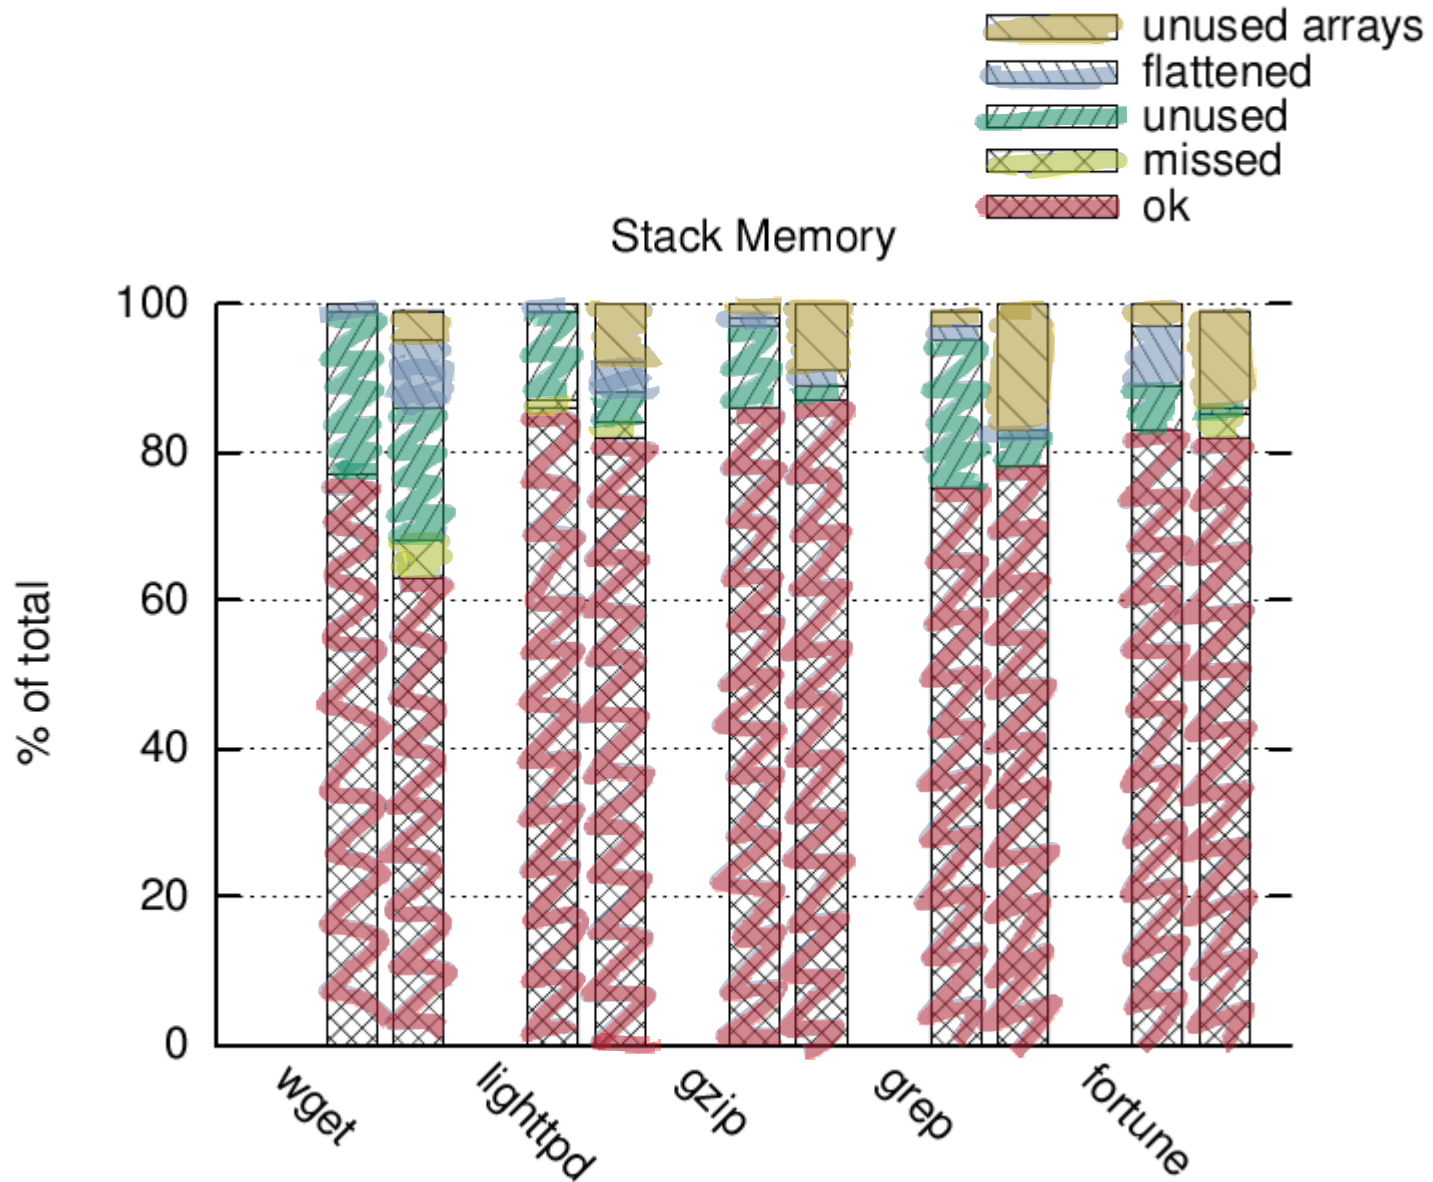 unused arrays
flattened
unused
missed
ok
Stack Memory
100
80
60
40
20
0
% of total
wget
lighttpd
gzip
grep
fortune